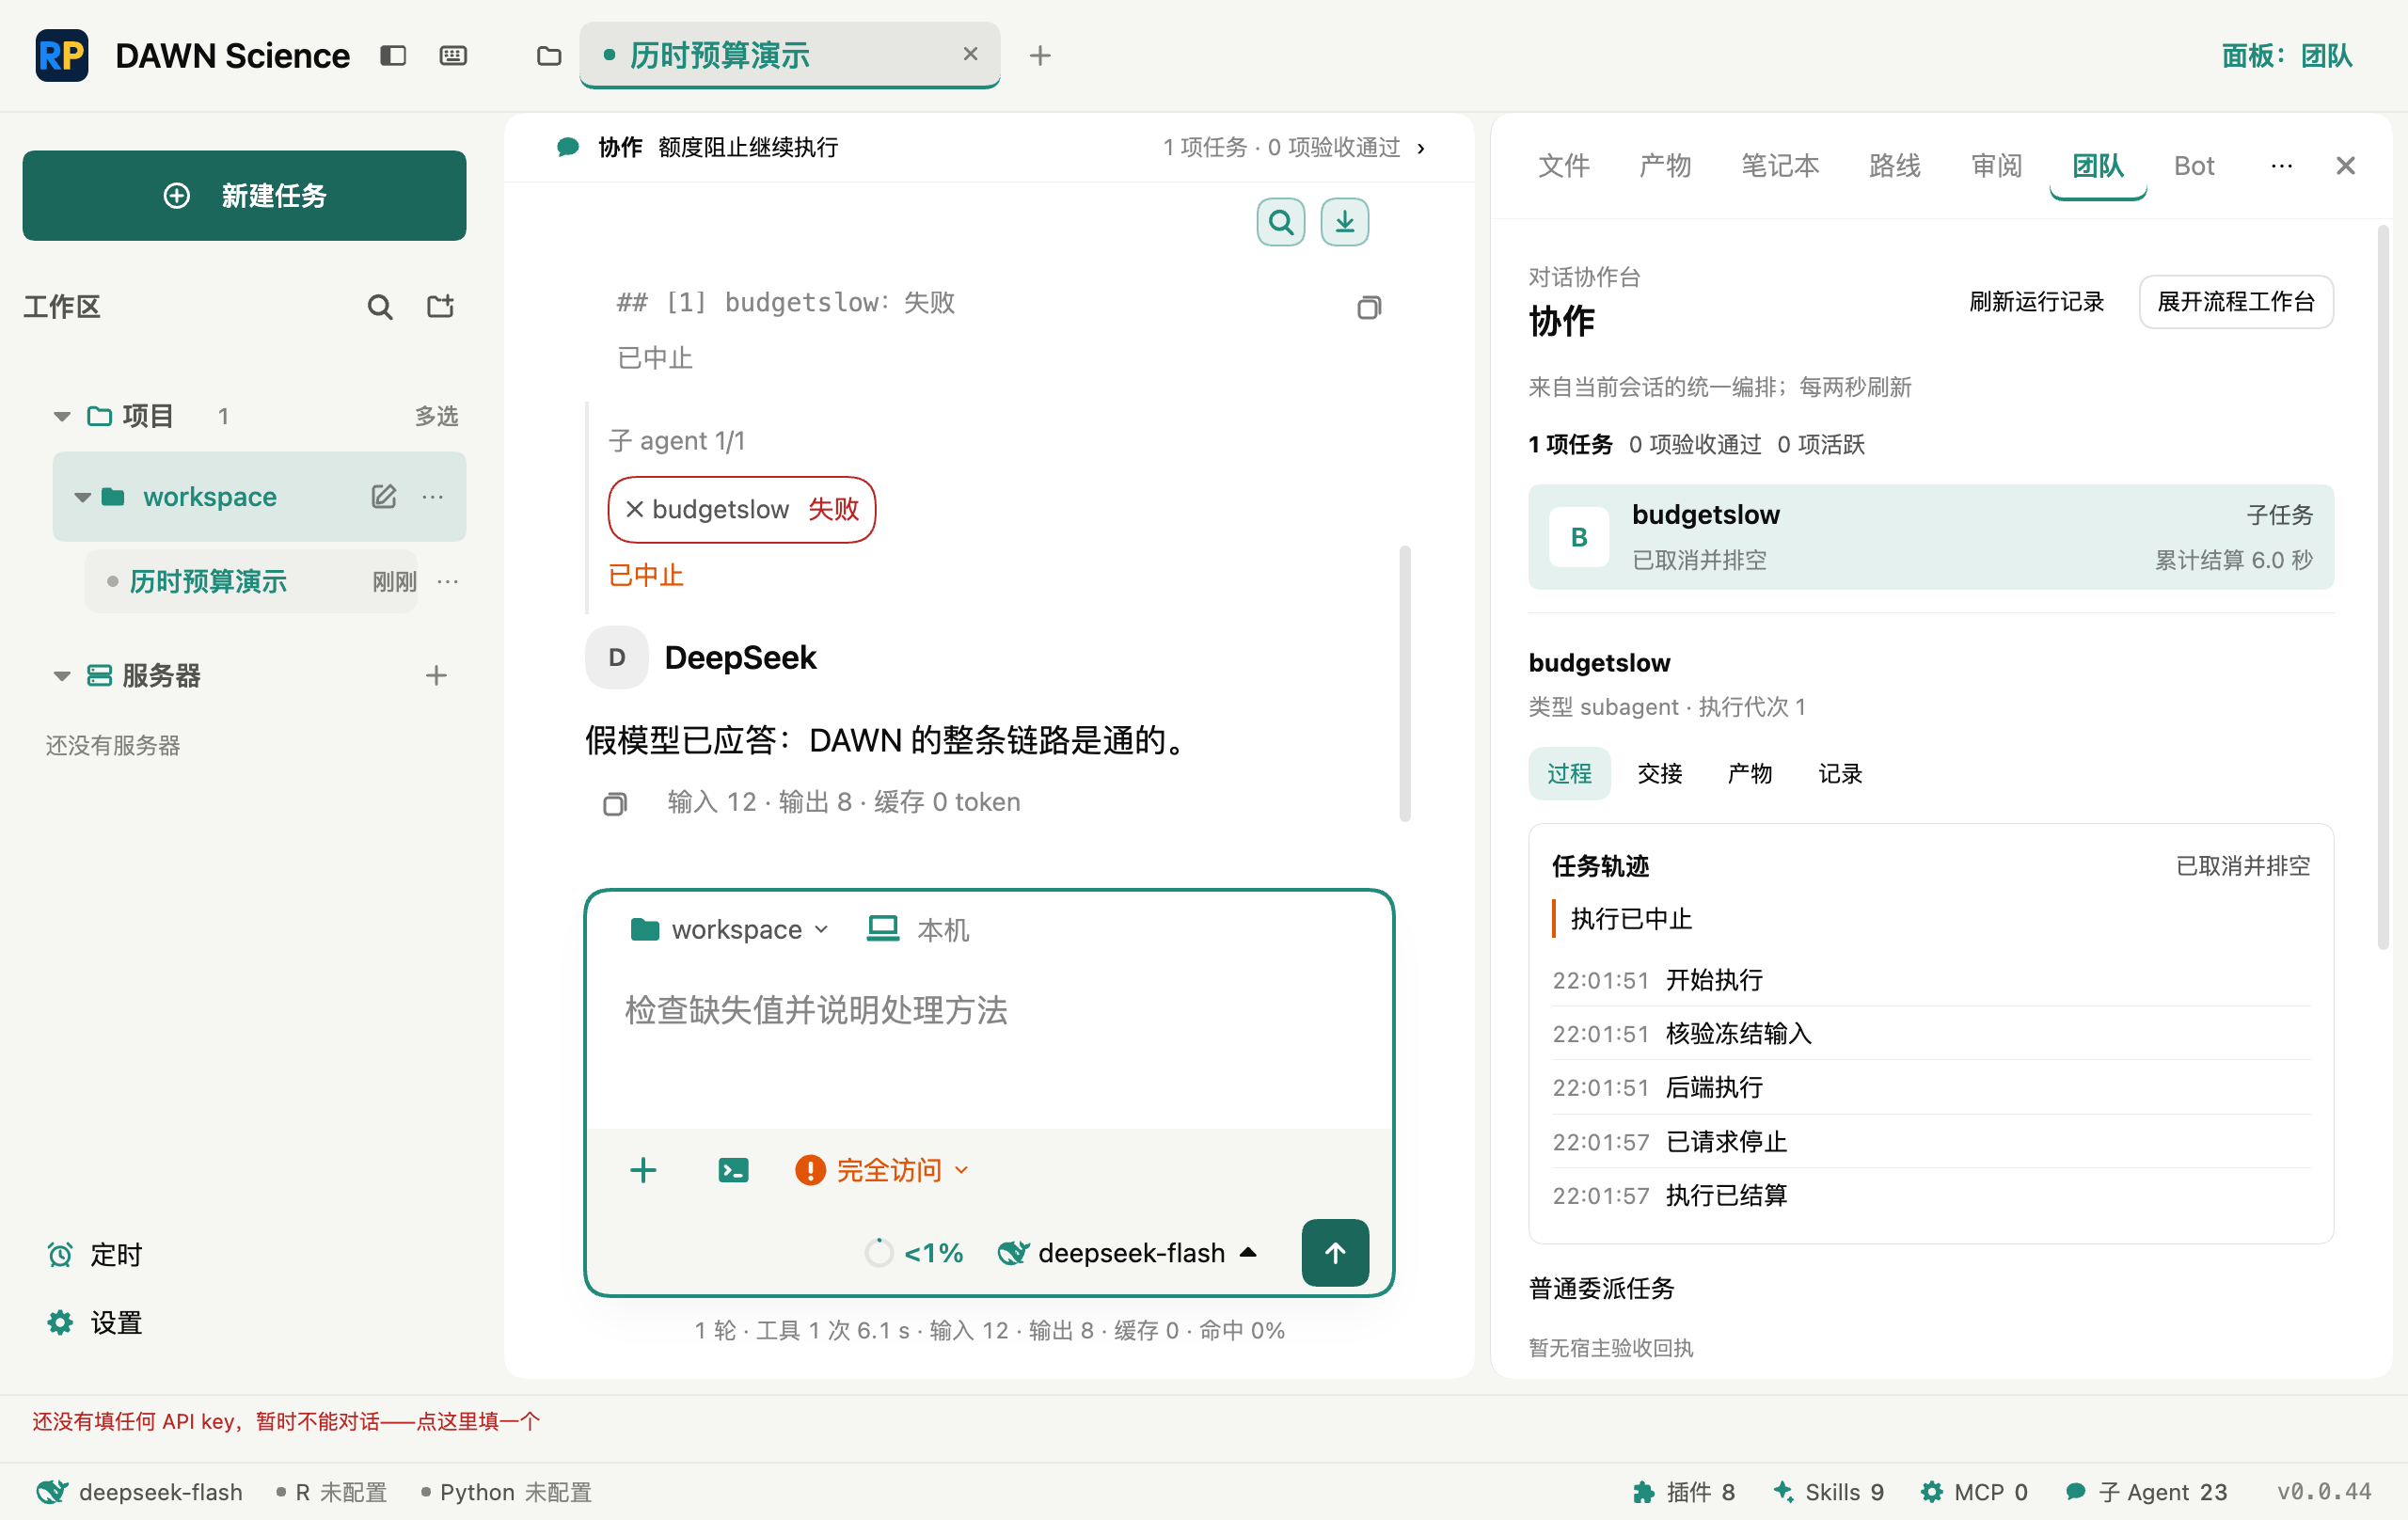 RP DAWN Science
历时预算演示
面板：团队
新建任务
工作区
项目 1 多选
workspace
历时预算演示 刚刚
服务器
还没有服务器
定时
设置
协作 额度阻止继续执行 1 项任务 · 0 项验收通过 ›
## [1] budgetslow：失败
已中止
子 agent 1/1
budgetslow 失败
已中止
D DeepSeek
假模型已应答：DAWN 的整条链路是通的。
输入 12 · 输出 8 · 缓存 0 token
workspace 本机
检查缺失值并说明处理方法
完全访问
<1% deepseek-flash
1 轮 · 工具 1 次 6.1 s · 输入 12 · 输出 8 · 缓存 0 · 命中 0%
文件 产物 笔记本 路线 审阅 团队 Bot ···
对话协作台
协作
刷新运行记录 展开流程工作台
来自当前会话的统一编排；每两秒刷新
1 项任务 0 项验收通过 0 项活跃
B budgetslow 子任务
已取消并排空 累计结算 6.0 秒
budgetslow
类型 subagent · 执行代次 1
过程 交接 产物 记录
任务轨迹 已取消并排空
执行已中止
22:01:51 开始执行
22:01:51 核验冻结输入
22:01:51 后端执行
22:01:57 已请求停止
22:01:57 执行已结算
普通委派任务
暂无宿主验收回执
还没有填任何 API key，暂时不能对话——点这里填一个
deepseek-flash R 未配置 Python 未配置
插件 8 Skills 9 MCP 0 子 Agent 23 v0.0.44